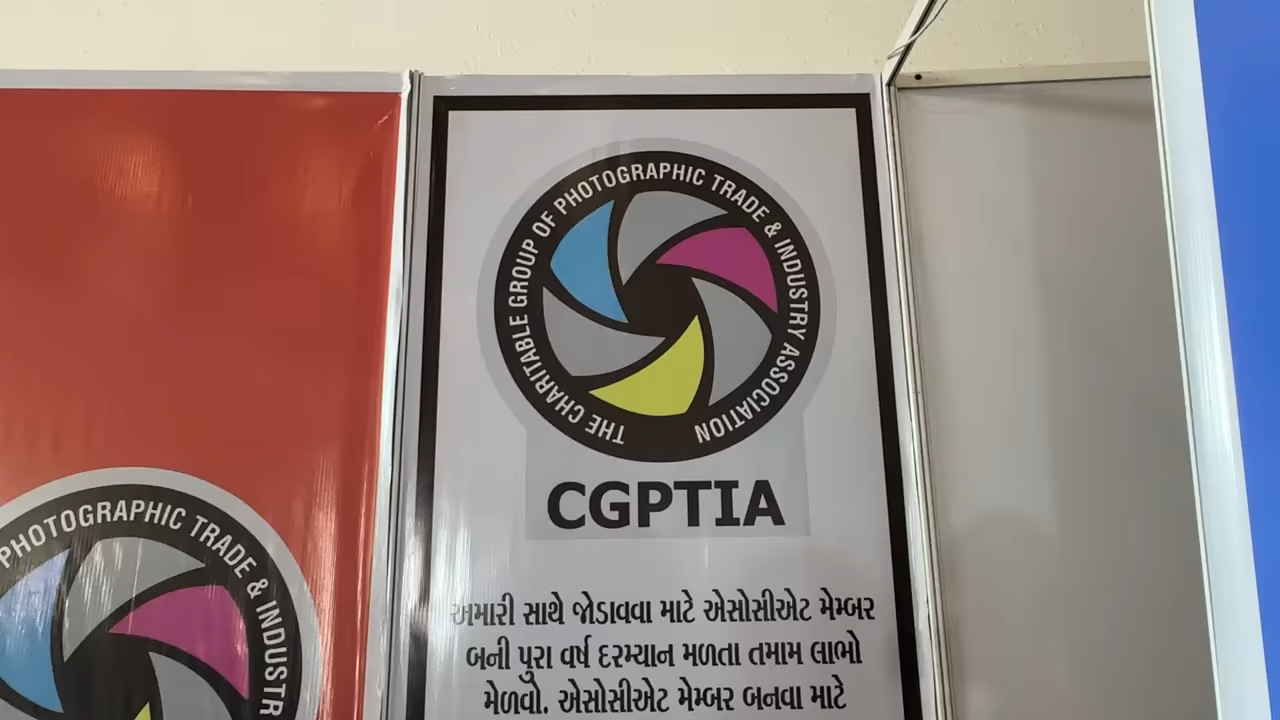 THE CHARITABLE GROUP OF PHOTOGRAPHIC TRADE & INDUSTRY ASSOCIATION
CGPTIA
અમારી સાથે જોડાવવા માટે એસોસીએટ મેમ્બર
બની પુરા વર્ષ દરમ્યાન મળતા તમામ લાભો
મેળવો. એસોસીએટ મેમ્બર બનવા માટે
PHOTOGRAPHIC TRADE & INDUSTR